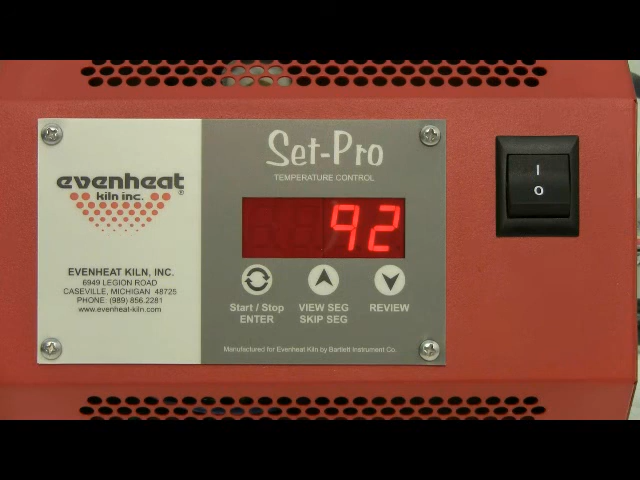 evenheat
kiln inc.
®
EVENHEAT KILN, INC.
6949 LEGION ROAD
CASEVILLE, MICHIGAN 48725
PHONE: (989) 856.2281
www.evenheat-kiln.com
Set-Pro
TEMPERATURE CONTROL
92
Start / Stop
ENTER
VIEW SEG
SKIP SEG
REVIEW
Manufactured for Evenheat Kiln by Bartlett Instrument Co.
I
O